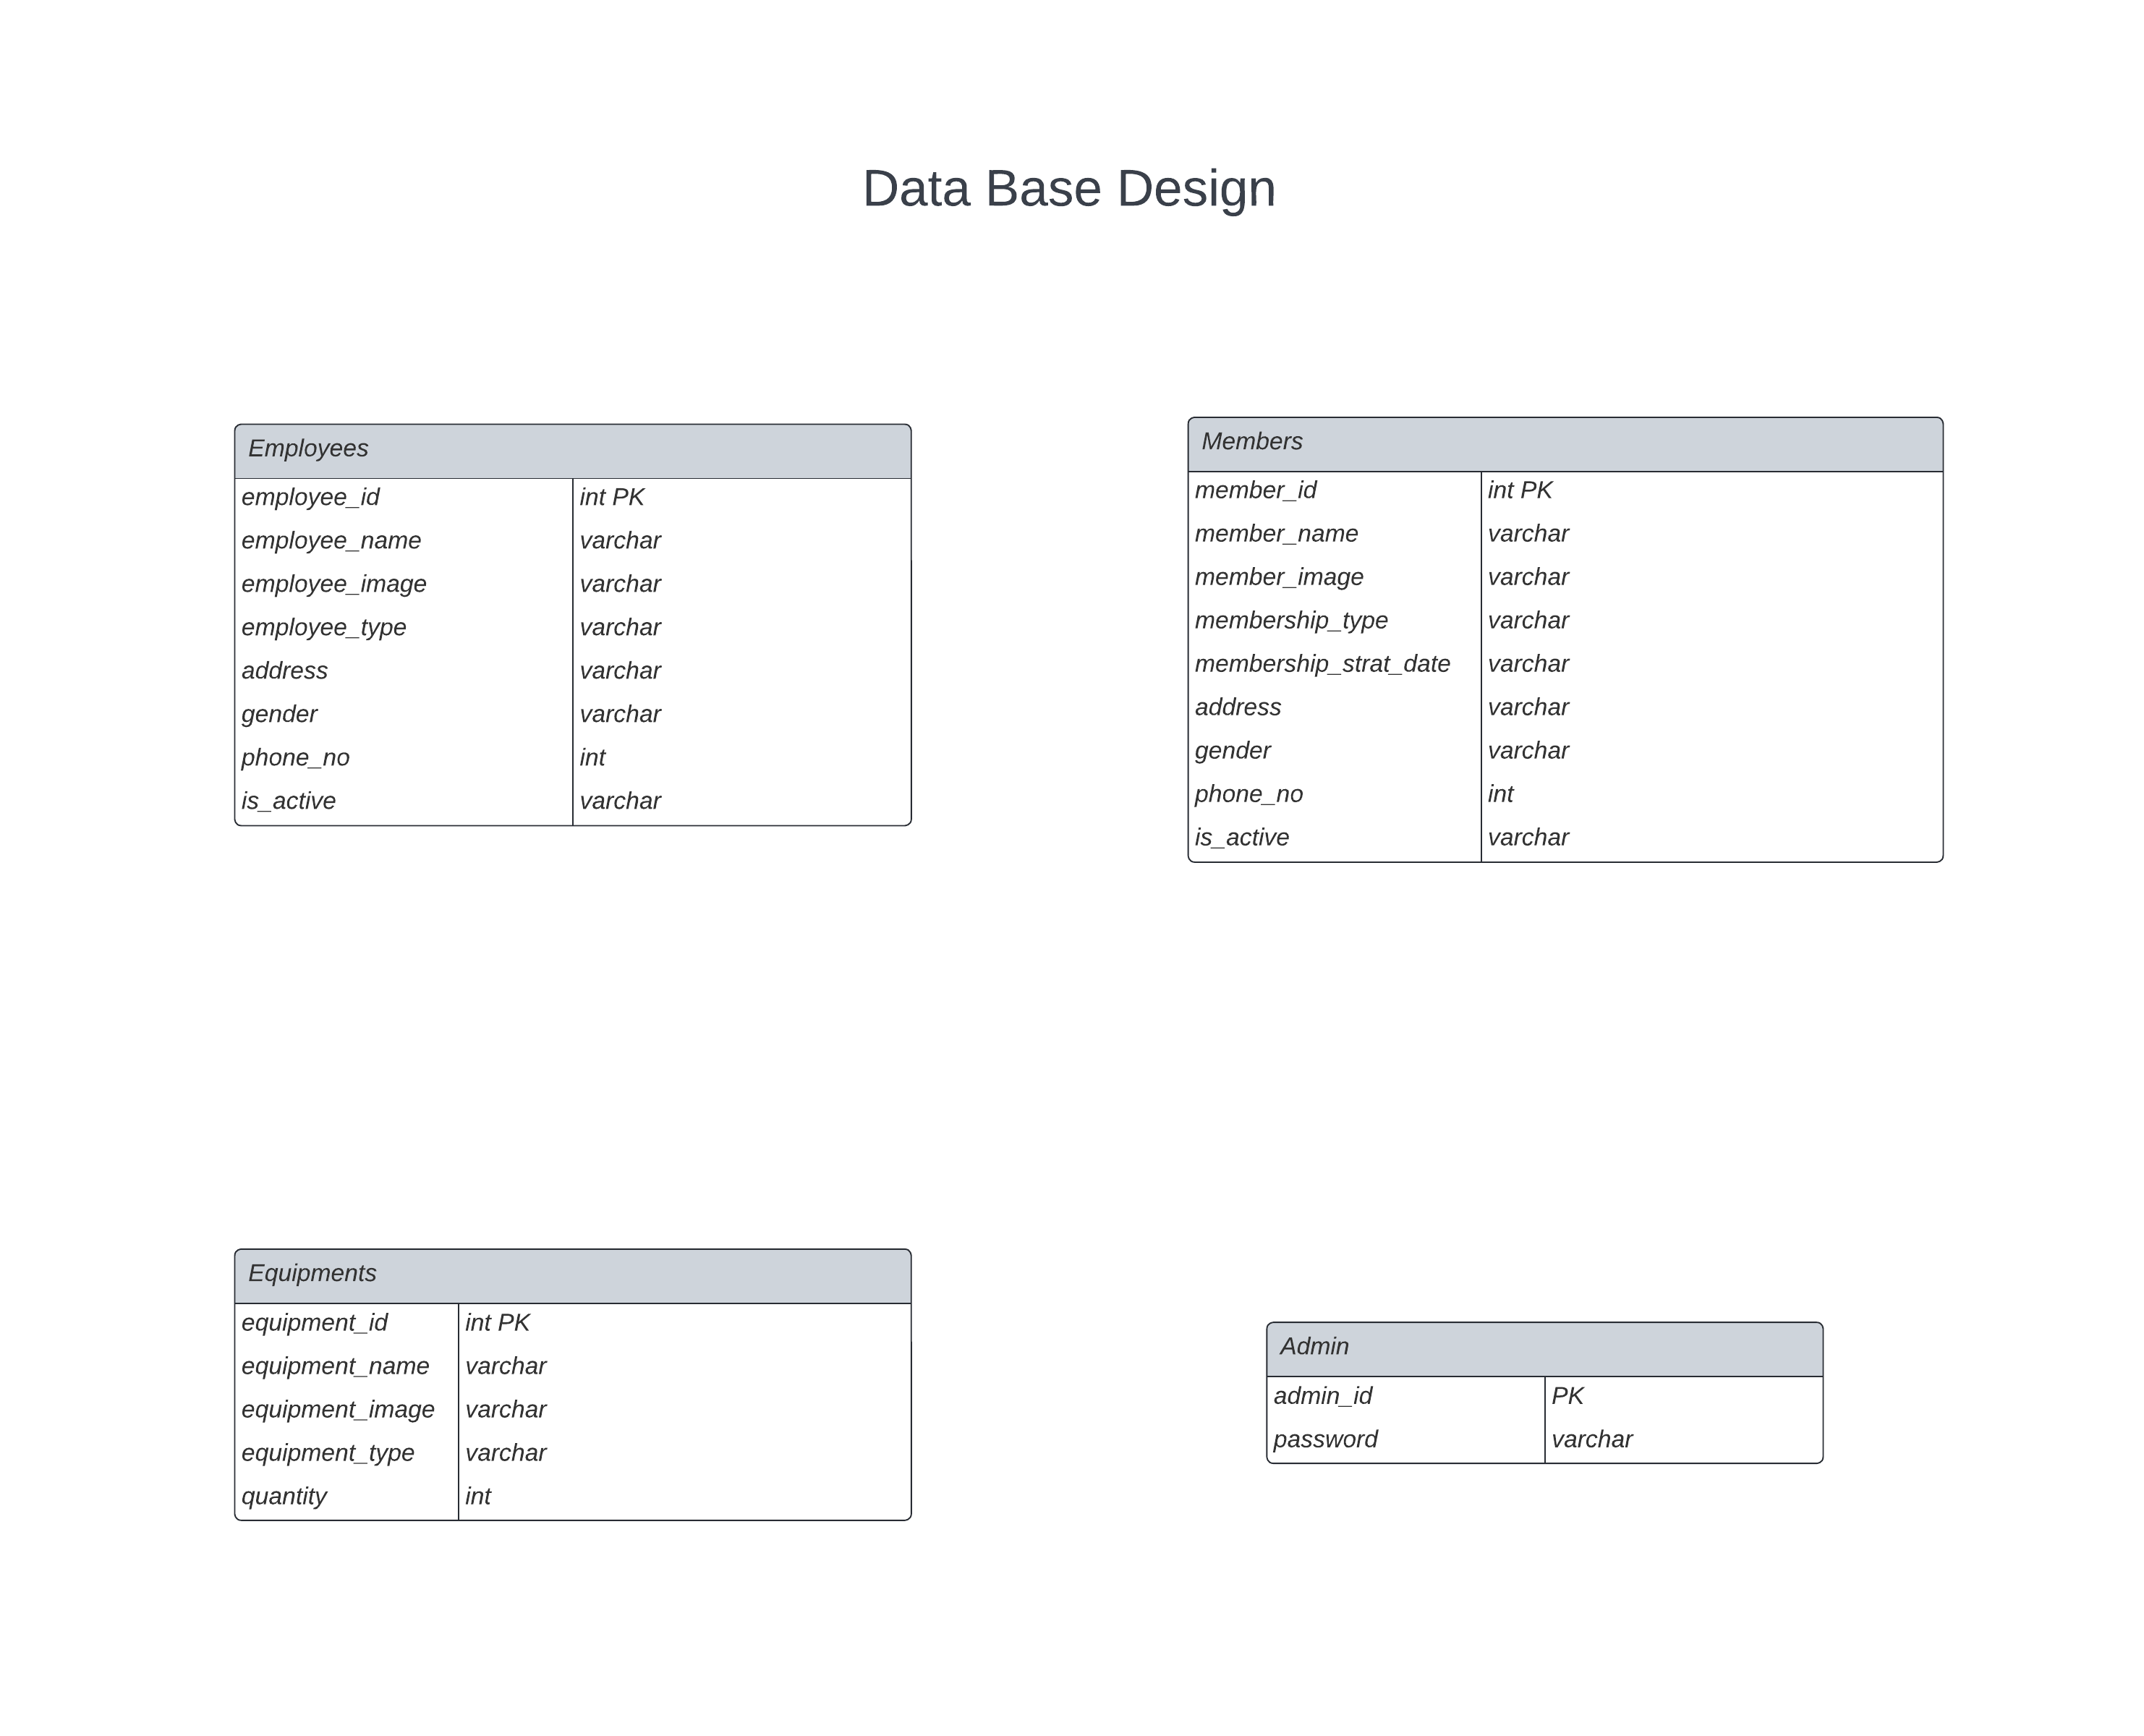 Data Base Design
Employees
employee_id int PK
employee_name varchar
employee_image varchar
employee_type varchar
address varchar
gender varchar
phone_no int
is_active varchar
Members
member_id int PK
member_name varchar
member_image varchar
membership_type varchar
membership_strat_date varchar
address varchar
gender varchar
phone_no int
is_active varchar
Equipments
equipment_id int PK
equipment_name varchar
equipment_image varchar
equipment_type varchar
quantity int
Admin
admin_id PK
password varchar